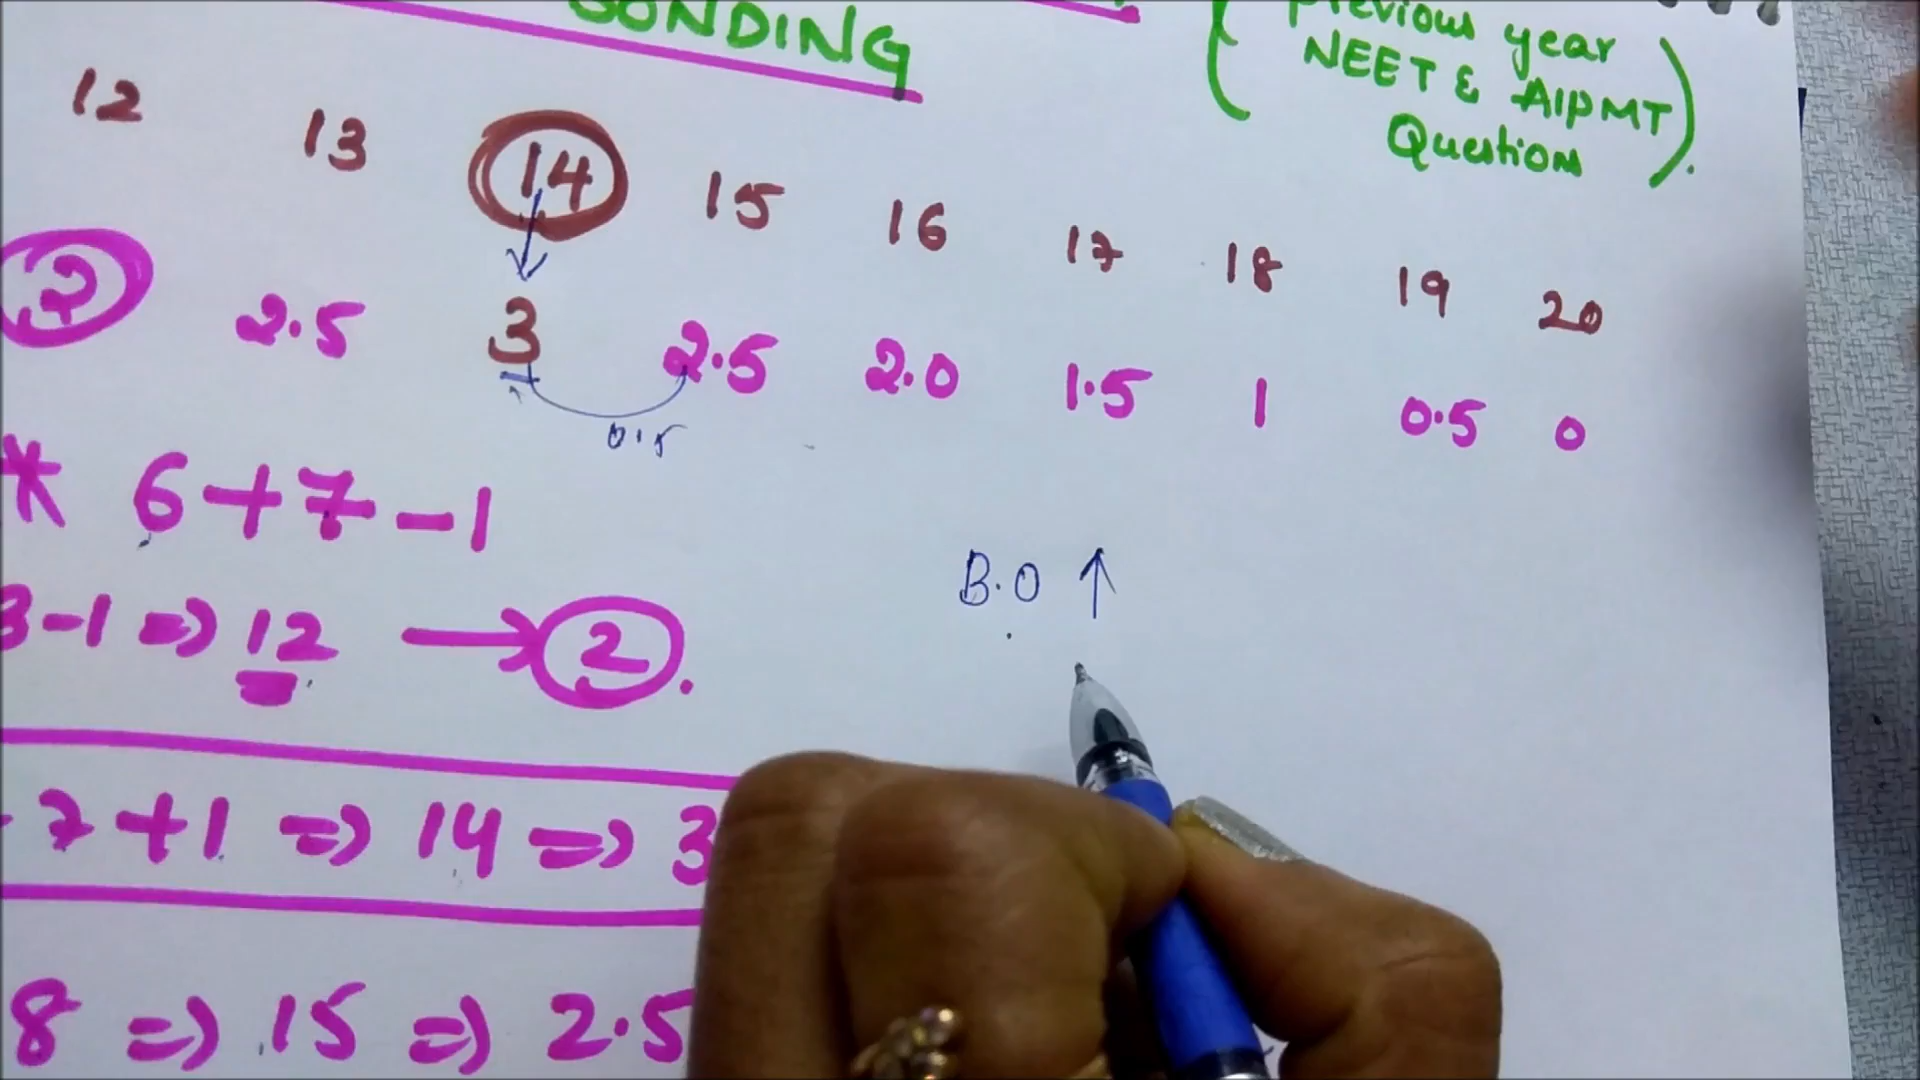 BONDING
previous year
NEET & AIPMT
Questions
12 13 14 15 16 17 18 19 20
2 2.5 3 2.5 2.0 1.5 1 0.5 0
0.5
* 6+7-1
3-1 => 12 → 2.
B.O ↑
7+1 => 14 => 3
8 => 15 => 2.5